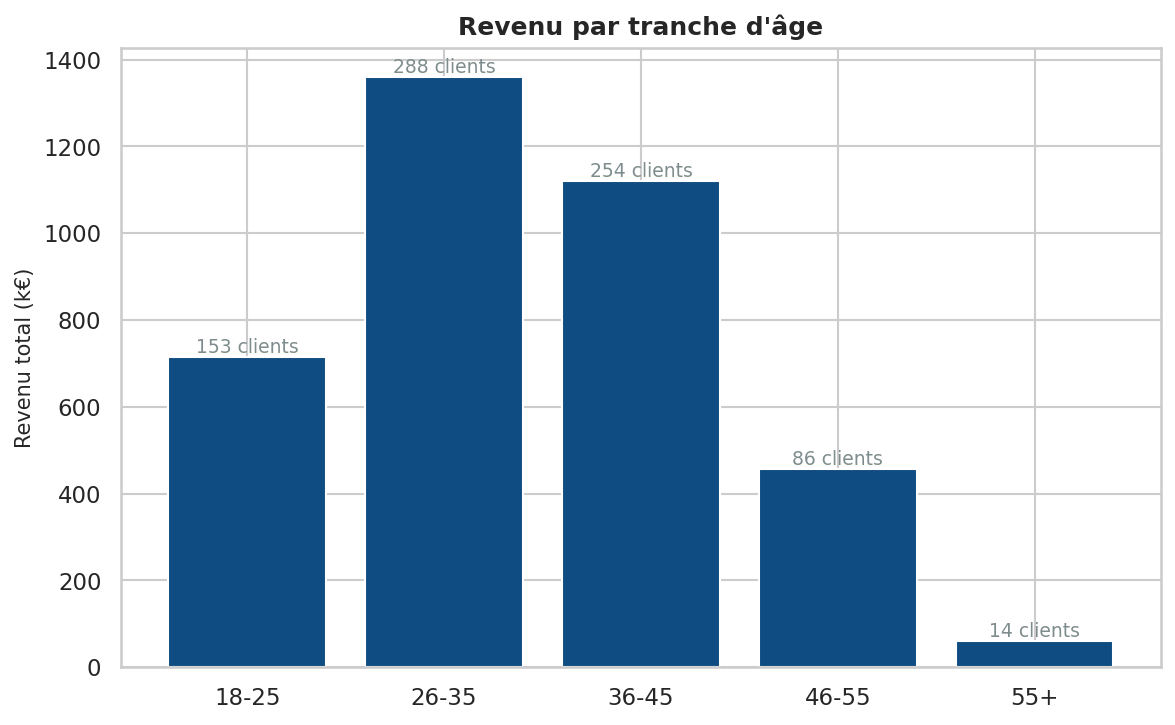 Revenu par tranche d'âge
Revenu total (k€)
1400
1200
1000
800
600
400
200
0
153 clients
288 clients
254 clients
86 clients
14 clients
18-25
26-35
36-45
46-55
55+